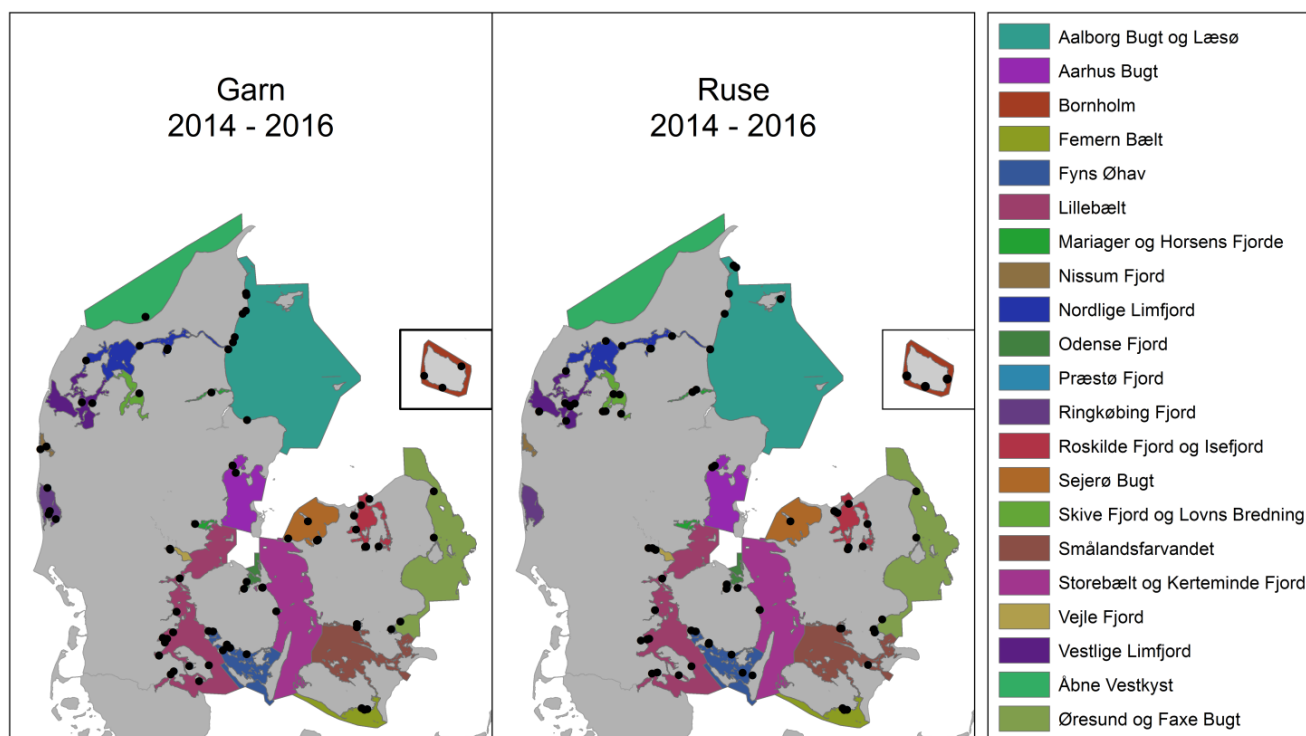 Garn
2014 - 2016
Ruse
2014 - 2016
Aalborg Bugt og Læsø
Aarhus Bugt
Bornholm
Femern Bælt
Fyns Øhav
Lillebælt
Mariager og Horsens Fjorde
Nissum Fjord
Nordlige Limfjord
Odense Fjord
Præstø Fjord
Ringkøbing Fjord
Roskilde Fjord og Isefjord
Sejerø Bugt
Skive Fjord og Lovns Bredning
Smålandsfarvandet
Storebælt og Kerteminde Fjord
Vejle Fjord
Vestlige Limfjord
Åbne Vestkyst
Øresund og Faxe Bugt